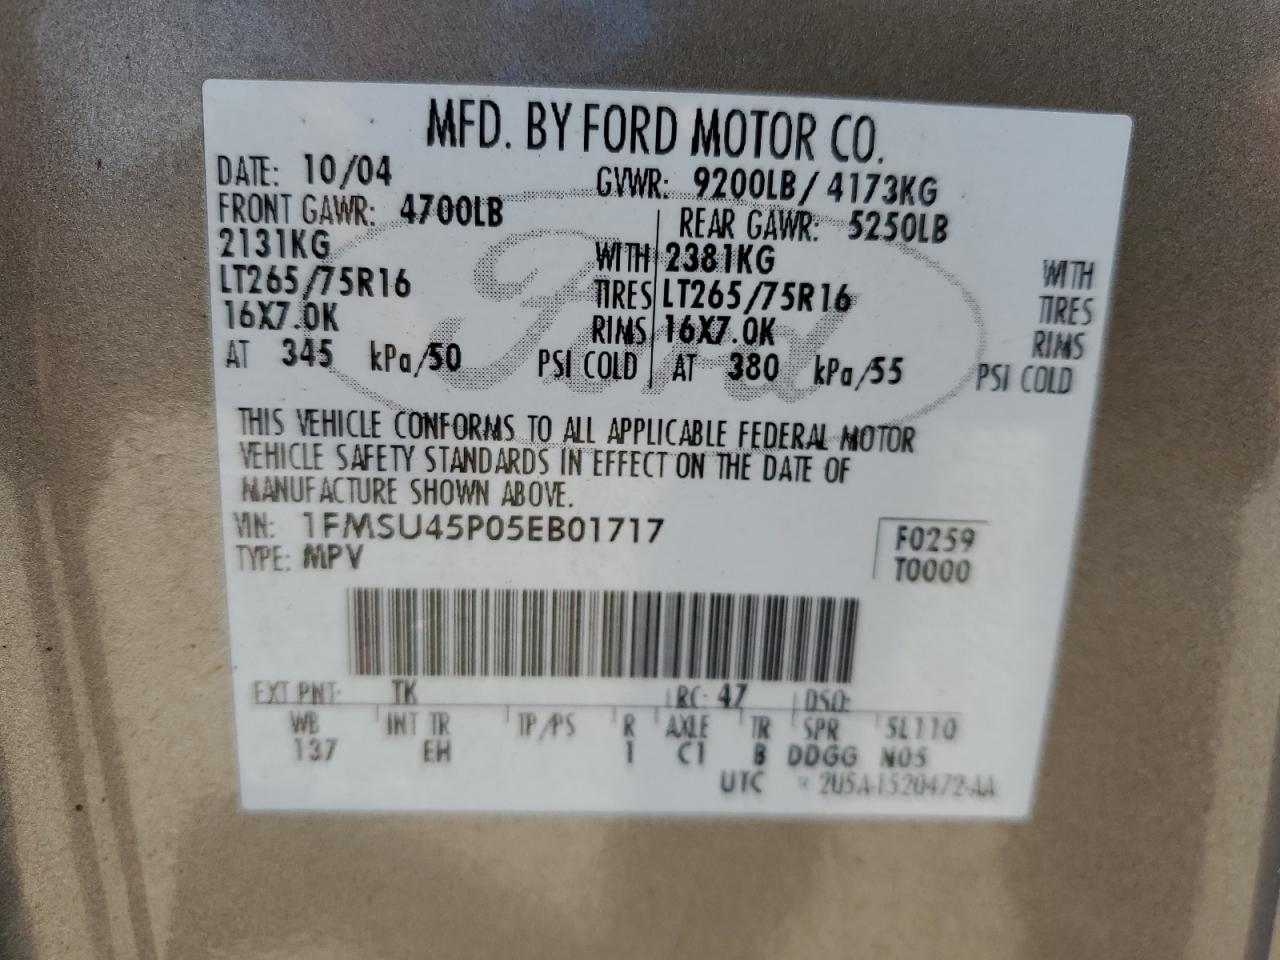 MFD. BY FORD MOTOR CO.
DATE: 10/04 GVWR: 9200LB/ 4173KG
FRONT GAWR: 4700LB REAR GAWR: 5250LB
2131KG WITH 2381KG WITH
LT265/75R16 TIRES LT265/75R16 TIRES
16X7.0K RIMS 16X7.0K RIMS
AT 345 kPa/50 PSI COLD AT 380 kPa/55 PSI COLD
Ford
THIS VEHICLE CONFORMS TO ALL APPLICABLE FEDERAL MOTOR
VEHICLE SAFETY STANDARDS IN EFFECT ON THE DATE OF
MANUFACTURE SHOWN ABOVE.
VIN: 1FMSU45P05EB01717 F0259
TYPE: MPV T0000
EXT PNT: TK RC: 47 DSO:
WB INT TR TP/PS R AXLE TR SPR 5L110
137 EH 1 C1 B DDGG N05
UTC 2U5A-1520472-AA